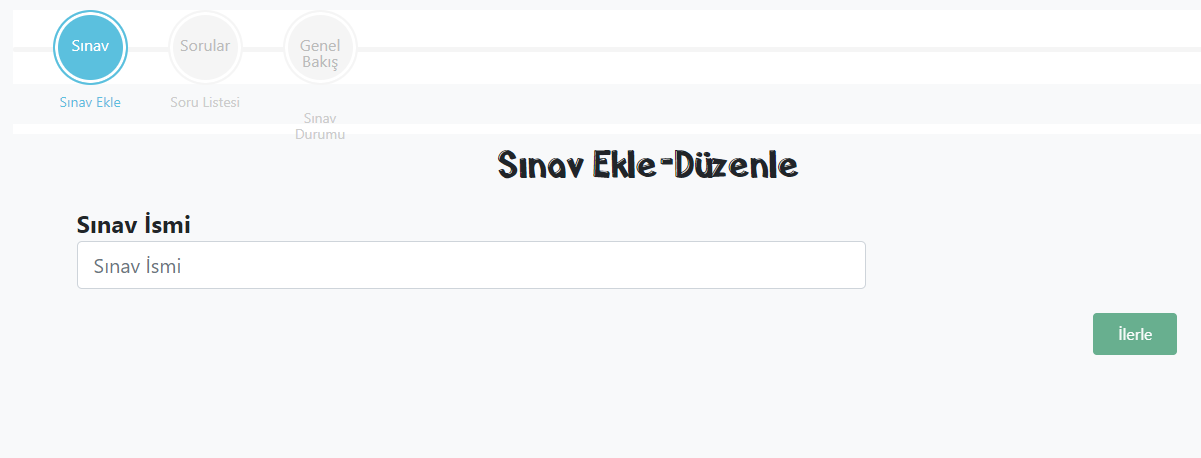 Sınav
Sorular
Genel
Bakış
Sınav Ekle
Soru Listesi
Sınav
Durumu
Sınav Ekle-Düzenle
Sınav İsmi
Sınav İsmi
İlerle